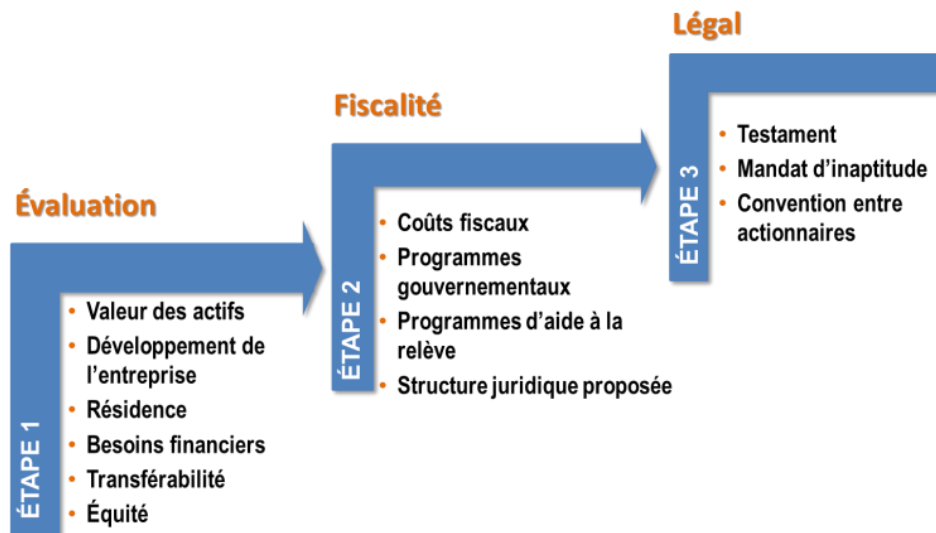 Évaluation
ÉTAPE 1
• Valeur des actifs
• Développement de
l'entreprise
• Résidence
• Besoins financiers
• Transférabilité
• Équité
Fiscalité
ÉTAPE 2
• Coûts fiscaux
• Programmes
gouvernementaux
• Programmes d'aide à la
relève
• Structure juridique proposée
Légal
ÉTAPE 3
• Testament
• Mandat d'inaptitude
• Convention entre
actionnaires